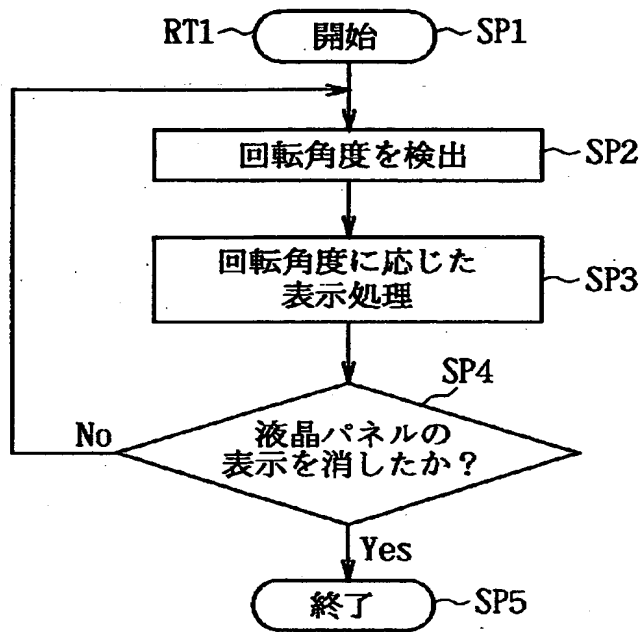 RT1 開始 SP1
回転角度を検出 SP2
回転角度に応じた
表示処理
SP3
SP4
液晶パネルの
表示を消したか？
No
Yes
終了 SP5